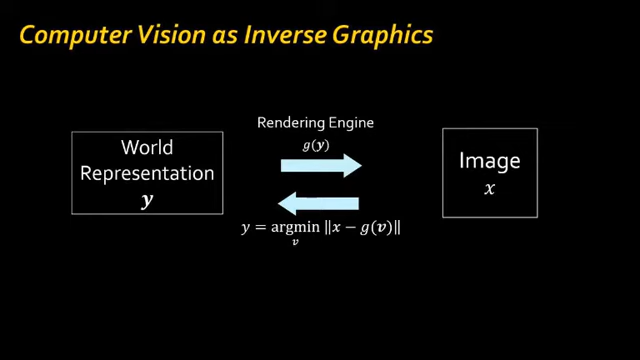 Computer Vision as Inverse Graphics
Rendering Engine
g(y)
World
Representation
y
Image
x
y = argmin ‖x − g(v)‖
v